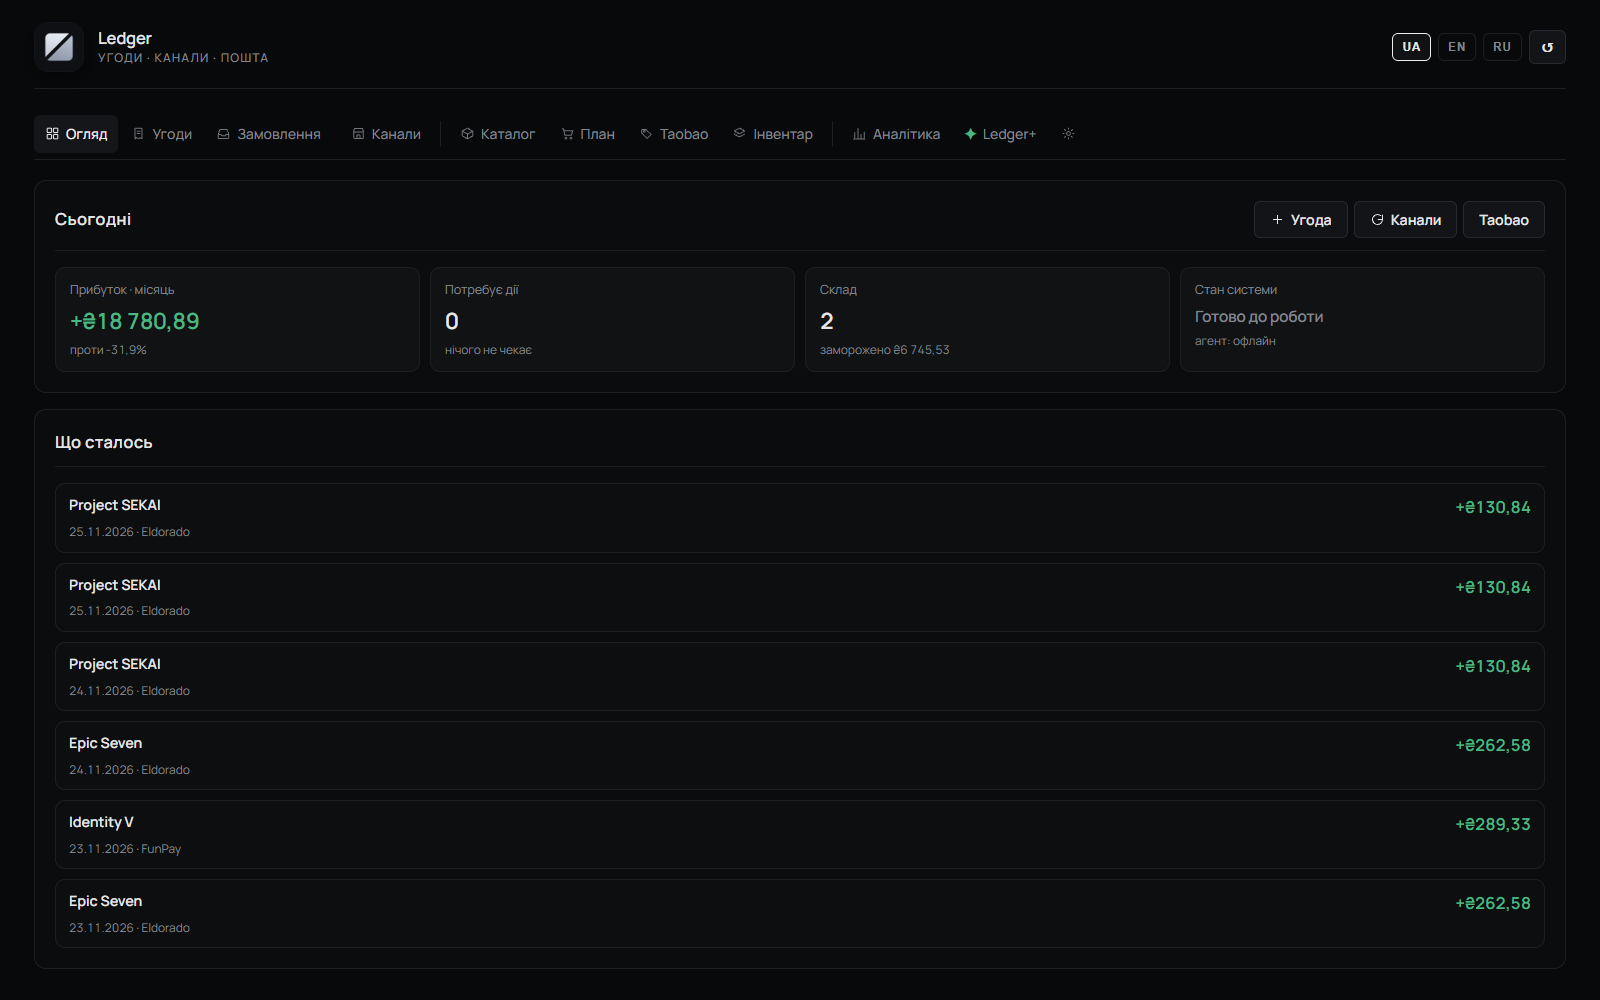 Ledger
УГОДИ · КАНАЛИ · ПОШТА
UA EN RU
Огляд Угоди Замовлення Канали Каталог План Taobao Інвентар Аналітика Ledger+
Сьогодні
+ Угода Канали Taobao
Прибуток · місяць
+₴18 780,89
проти -31,9%
Потребує дії
0
нічого не чекає
Склад
2
заморожено ₴6 745,53
Стан системи
Готово до роботи
агент: офлайн
Що сталось
Project SEKAI
+₴130,84
25.11.2026 · Eldorado
Project SEKAI
+₴130,84
25.11.2026 · Eldorado
Project SEKAI
+₴130,84
24.11.2026 · Eldorado
Epic Seven
+₴262,58
24.11.2026 · Eldorado
Identity V
+₴289,33
23.11.2026 · FunPay
Epic Seven
+₴262,58
23.11.2026 · Eldorado